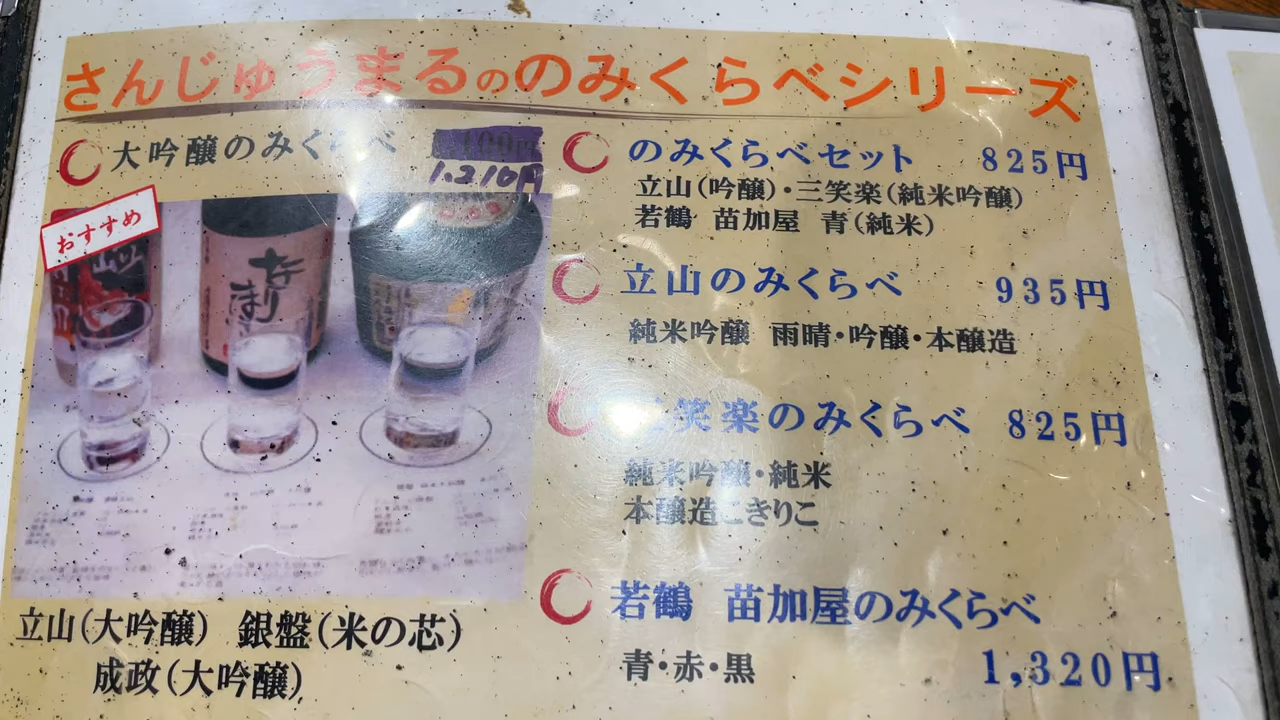 さんじゅうまるののみくらべシリーズ
大吟醸のみくらべ
1.210円
おすすめ
立山(大吟醸) 銀盤(米の芯)
成政(大吟醸)
のみくらべセット 825円
立山(吟醸)・三笑楽(純米吟醸)
若鶴 苗加屋 青(純米)
立山のみくらべ 935円
純米吟醸 雨晴・吟醸・本醸造
三笑楽のみくらべ 825円
純米吟醸・純米
本醸造こきりこ
若鶴 苗加屋のみくらべ
青・赤・黒 1,320円